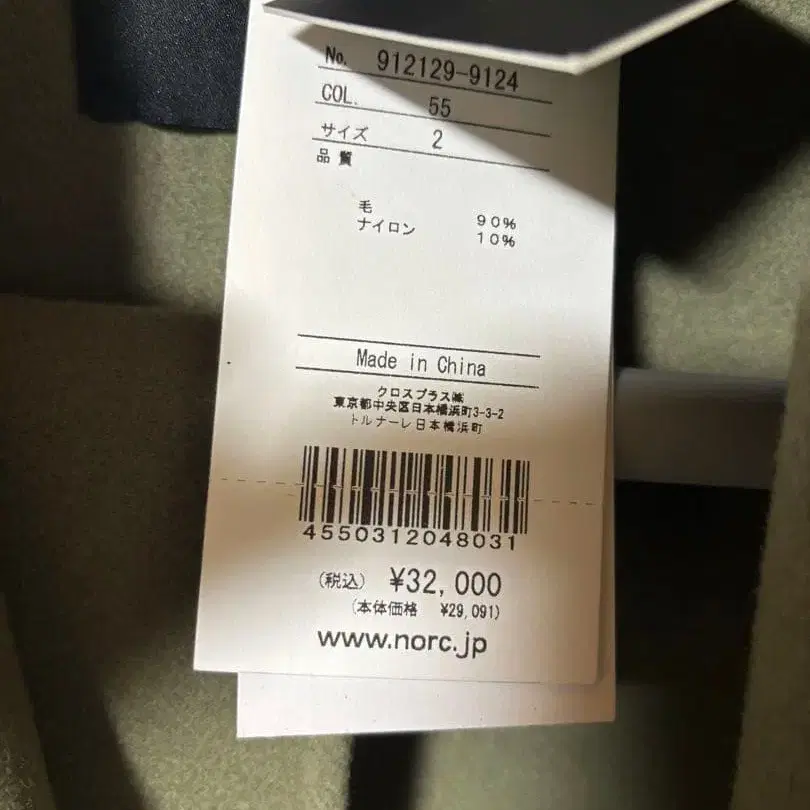 No. 912129-9124
COL. 55
サイズ 2
品質
毛 90%
ナイロン 10%
Made in China
クロスプラス㈱
東京都中央区日本橋浜町3-3-2
トルナーレ日本橋浜町
4550312048031
(税込) ¥32,000
(本体価格 ¥29,091)
www.norc.jp